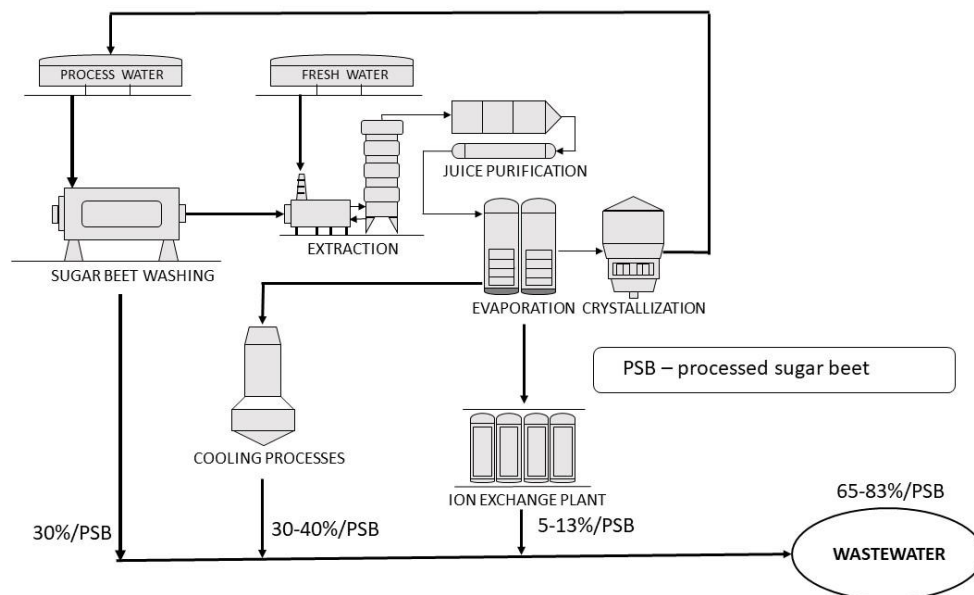 PROCESS WATER
FRESH WATER
JUICE PURIFICATION
EXTRACTION
SUGAR BEET WASHING
EVAPORATION
CRYSTALLIZATION
PSB – processed sugar beet
COOLING PROCESSES
ION EXCHANGE PLANT
65-83%/PSB
30%/PSB
30-40%/PSB
5-13%/PSB
WASTEWATER